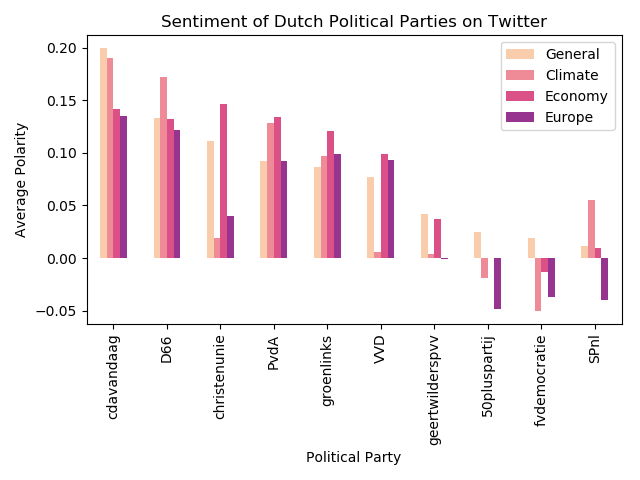 Sentiment of Dutch Political Parties on Twitter
General
Climate
Economy
Europe
Average Polarity
0.20
0.15
0.10
0.05
0.00
−0.05
cdavandaag
D66
christenunie
PvdA
groenlinks
VVD
geertwilderspvv
50pluspartij
fvdemocratie
SPnl
Political Party